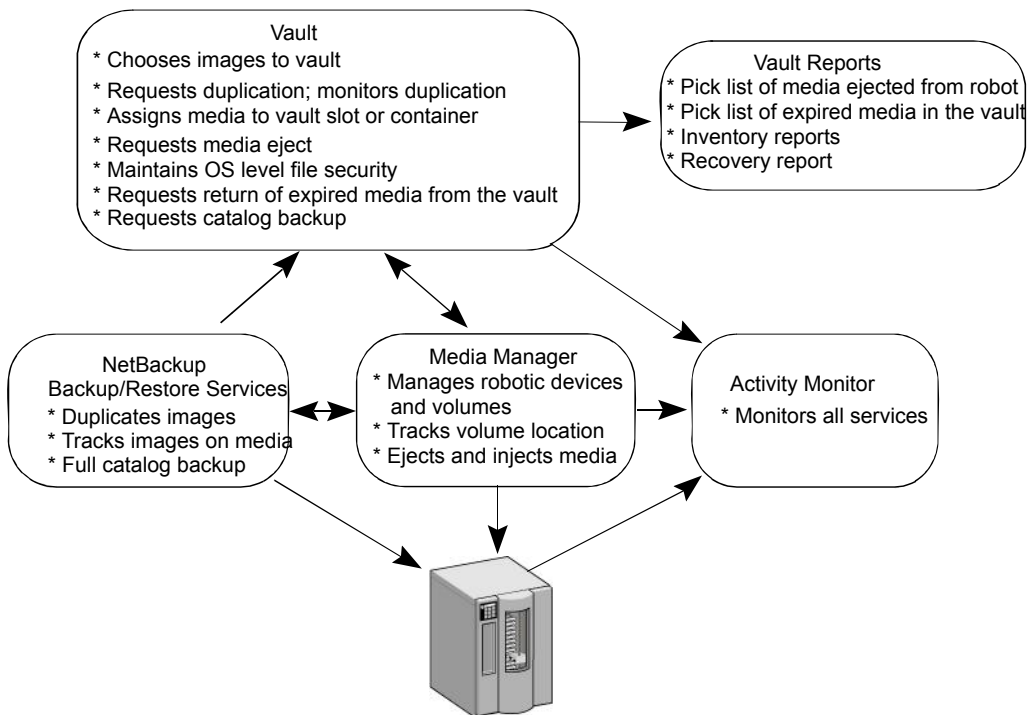 Vault
* Chooses images to vault
* Requests duplication; monitors duplication
* Assigns media to vault slot or container
* Requests media eject
* Maintains OS level file security
* Requests return of expired media from the vault
* Requests catalog backup
Vault Reports
* Pick list of media ejected from robot
* Pick list of expired media in the vault
* Inventory reports
* Recovery report
NetBackup
Backup/Restore Services
* Duplicates images
* Tracks images on media
* Full catalog backup
Media Manager
* Manages robotic devices
and volumes
* Tracks volume location
* Ejects and injects media
Activity Monitor
* Monitors all services